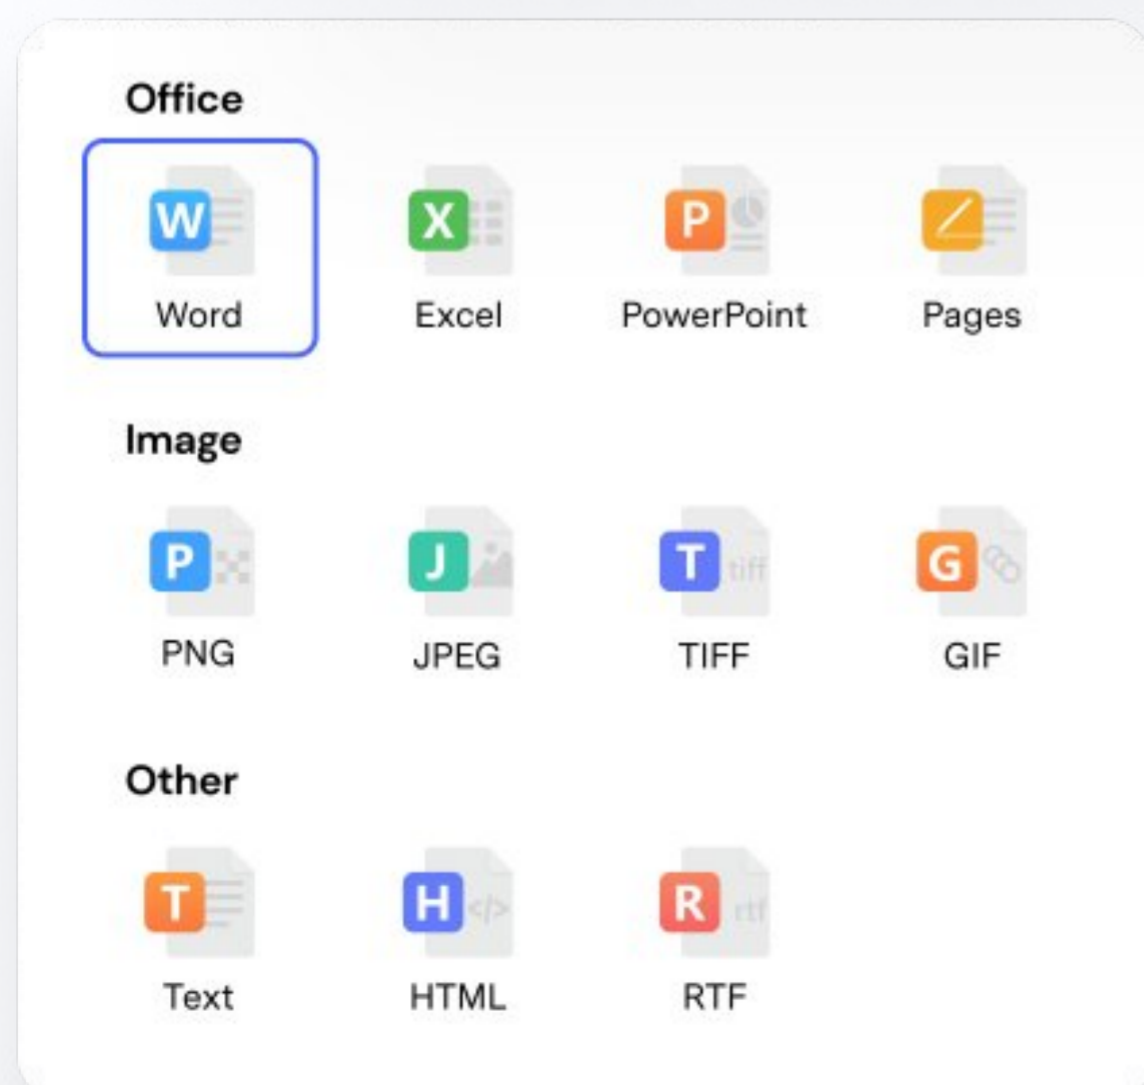 Office
W X P
Word Excel PowerPoint Pages
Image
P J T tiff G
PNG JPEG TIFF GIF
Other
T H </> R rtf
Text HTML RTF